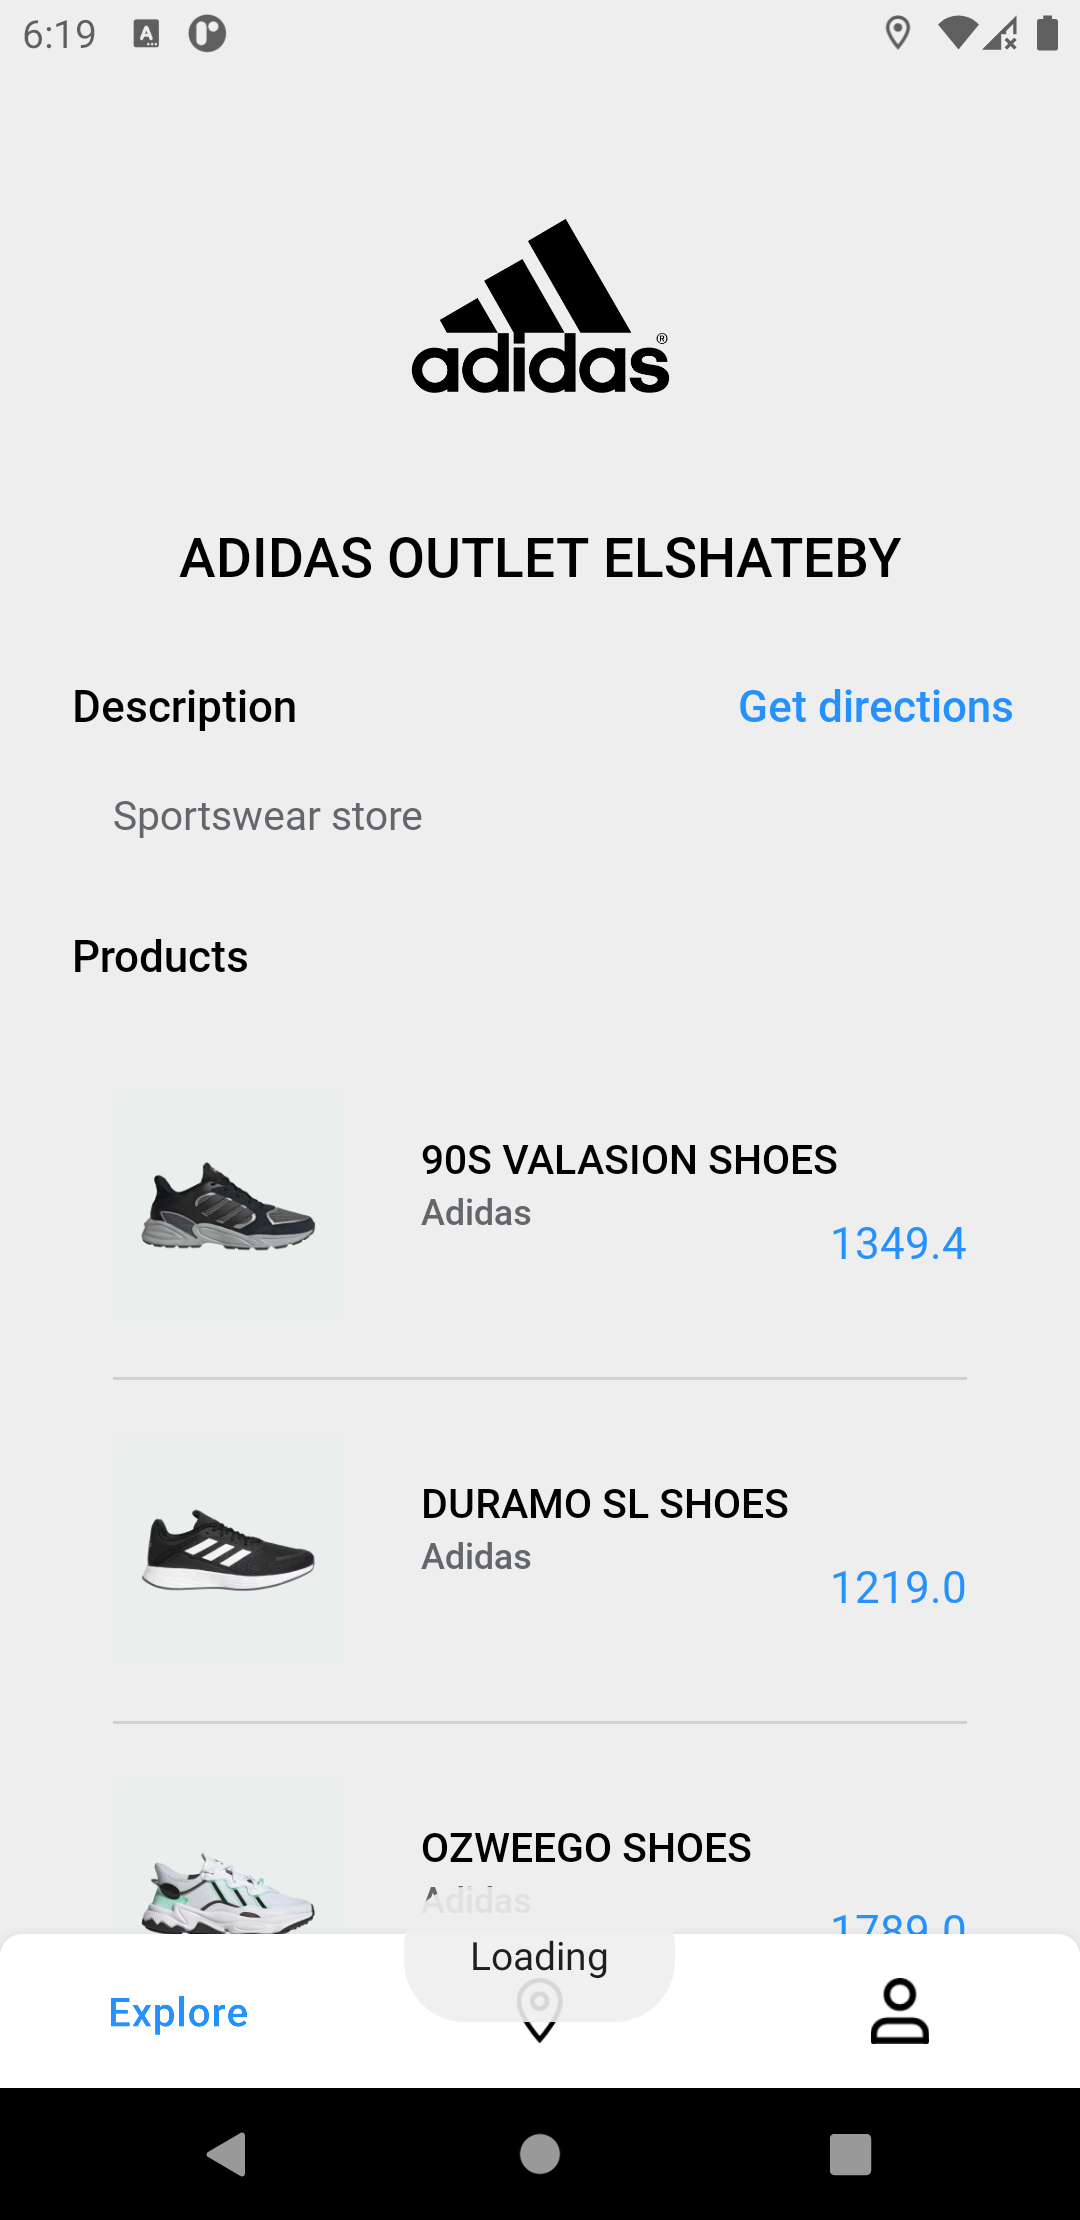 6:19
adidas®
ADIDAS OUTLET ELSHATEBY
Description
Get directions
Sportswear store
Products
90S VALASION SHOES
Adidas
1349.4
DURAMO SL SHOES
Adidas
1219.0
OZWEEGO SHOES
Adidas
1789.0
Loading
Explore